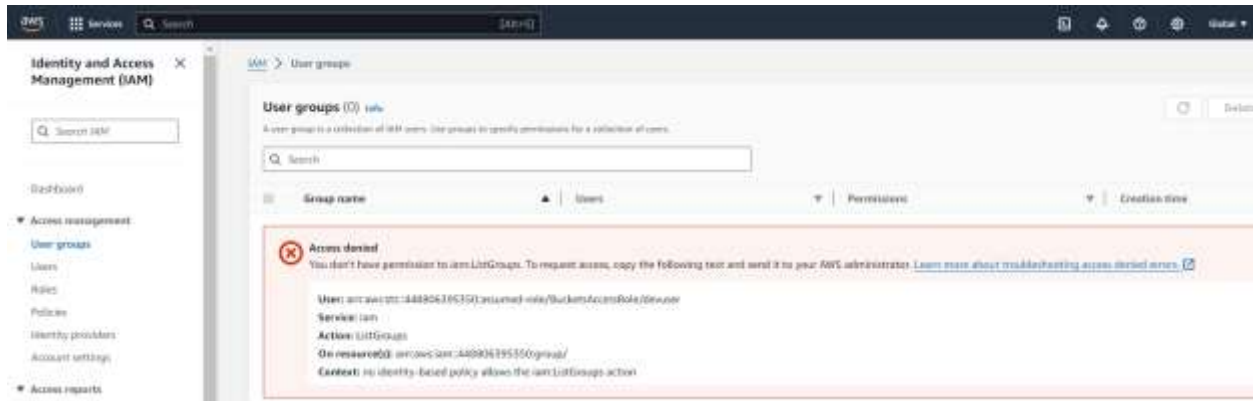 aws Services Search [Alt+S] Global
Identity and Access Management (IAM)
Search IAM
Dashboard
Access management
User groups
Users
Roles
Policies
Identity providers
Account settings
Access reports
IAM > User groups
User groups (0) Info
A user group is a collection of IAM users. Use groups to specify permissions for a collection of users.
Search
Group name Users Permissions Creation time
Access denied
You don't have permission to iam:ListGroups. To request access, copy the following text and send it to your AWS administrator. Learn more about troubleshooting access denied errors.
User: arn:aws:sts::448806395350:assumed-role/BucketsAccessRole/devuser
Service: iam
Action: ListGroups
On resource(s): arn:aws:iam::448806395350:group/
Context: no identity-based policy allows the iam:ListGroups action